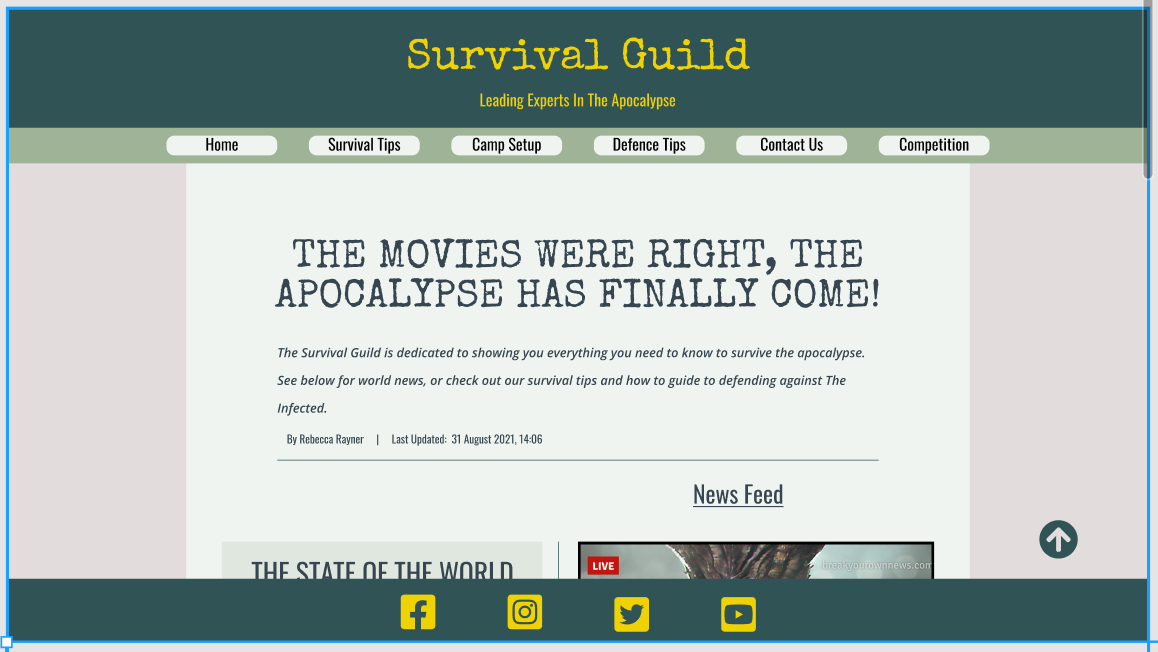 Survival Guild
Leading Experts In The Apocalypse
Home Survival Tips Camp Setup Defence Tips Contact Us Competition
THE MOVIES WERE RIGHT, THE
APOCALYPSE HAS FINALLY COME!
The Survival Guild is dedicated to showing you everything you need to know to survive the apocalypse.
See below for world news, or check out our survival tips and how to guide to defending against The
Infected.
By Rebecca Rayner | Last Updated: 31 August 2021, 14:06
News Feed
THE STATE OF THE WORLD
LIVE
breakyourownnews.com